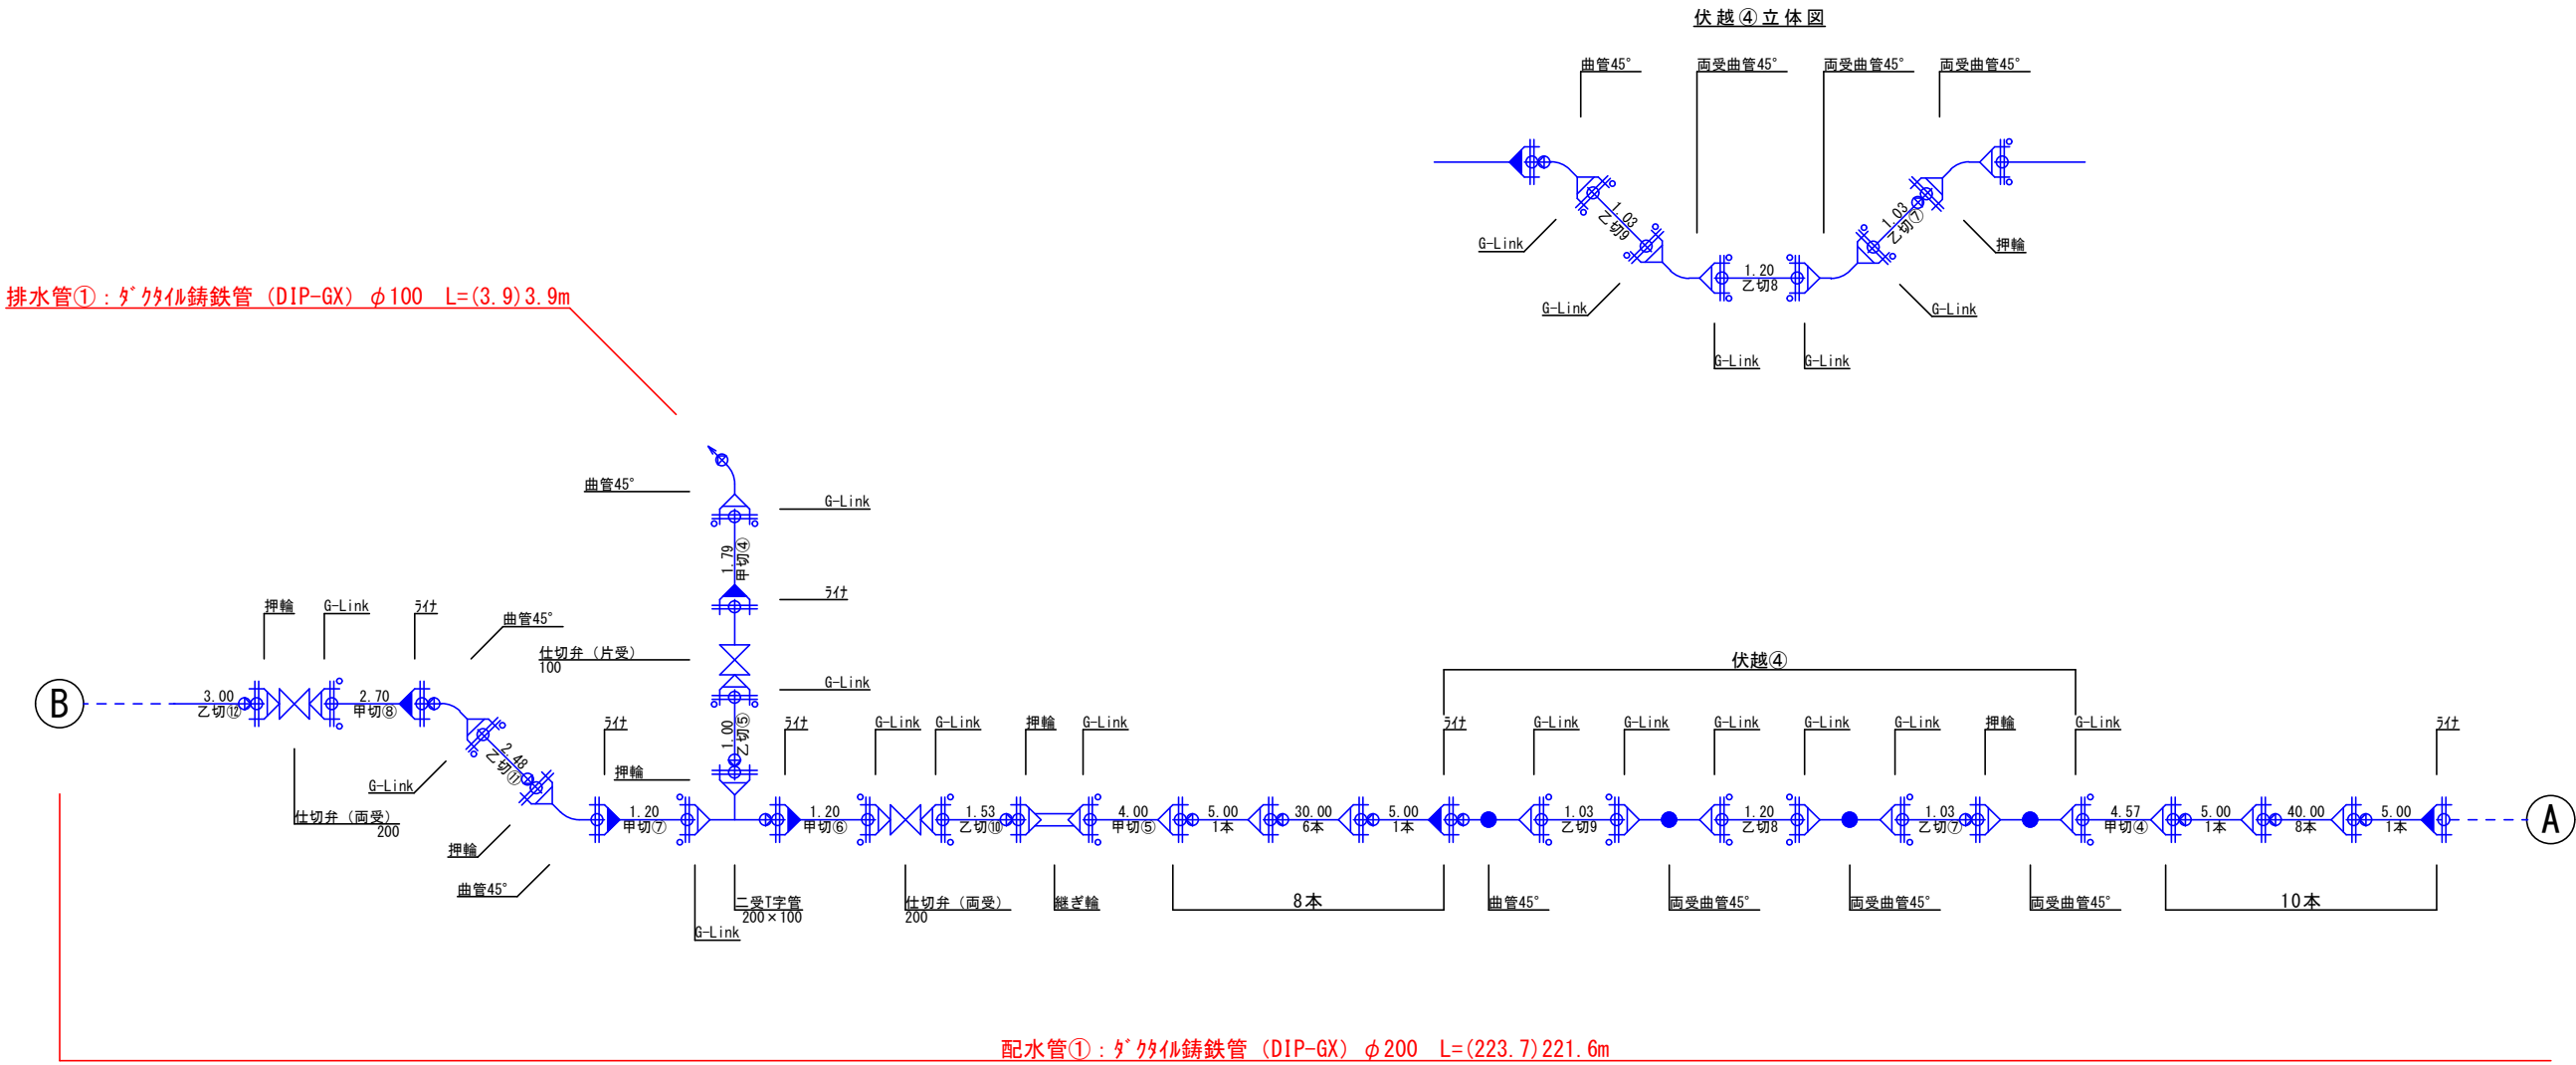 伏越④立体図
曲管45°
両受曲管45°
両受曲管45°
両受曲管45°
1.03
乙切9
1.03
乙切⑦
G-Link
押輪
1.20
乙切8
G-Link
G-Link
G-Link
G-Link
排水管①：ダクタイル鋳鉄管（DIP-GX）φ100 L=(3.9)3.9m
曲管45°
G-Link
1.79
甲切④
ライナ
仕切弁（片受）
100
G-Link
1.00
乙切⑤
押輪
押輪
G-Link
ライナ
曲管45°
B
3.00
乙切⑫
2.70
甲切⑧
仕切弁（両受）
200
G-Link
2.48
乙切⑪
押輪
曲管45°
伏越④
ライナ
ライナ
G-Link
G-Link
押輪
G-Link
ライナ
G-Link
G-Link
G-Link
G-Link
G-Link
押輪
G-Link
ライナ
1.20
甲切⑦
1.20
甲切⑥
1.53
乙切⑩
4.00
甲切⑤
5.00
1本
30.00
6本
5.00
1本
1.03
乙切9
1.20
乙切8
1.03
乙切⑦
4.57
甲切④
5.00
1本
40.00
8本
5.00
1本
A
G-Link
二受T字管
200×100
仕切弁（両受）
200
継ぎ輪
8本
曲管45°
両受曲管45°
両受曲管45°
両受曲管45°
10本
配水管①：ダクタイル鋳鉄管（DIP-GX）φ200 L=(223.7)221.6m